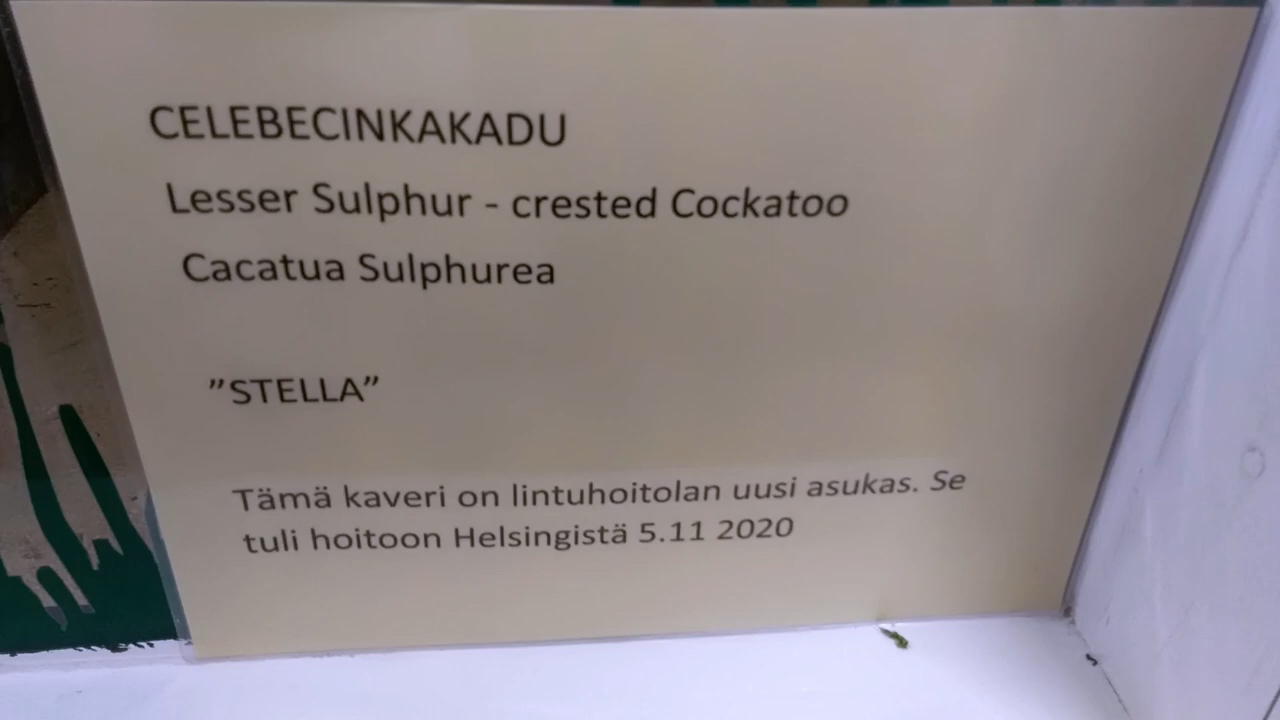 CELEBECINKAKADU
Lesser Sulphur - crested Cockatoo
Cacatua Sulphurea
”STELLA”
Tämä kaveri on lintuhoitolan uusi asukas. Se
tuli hoitoon Helsingistä 5.11 2020